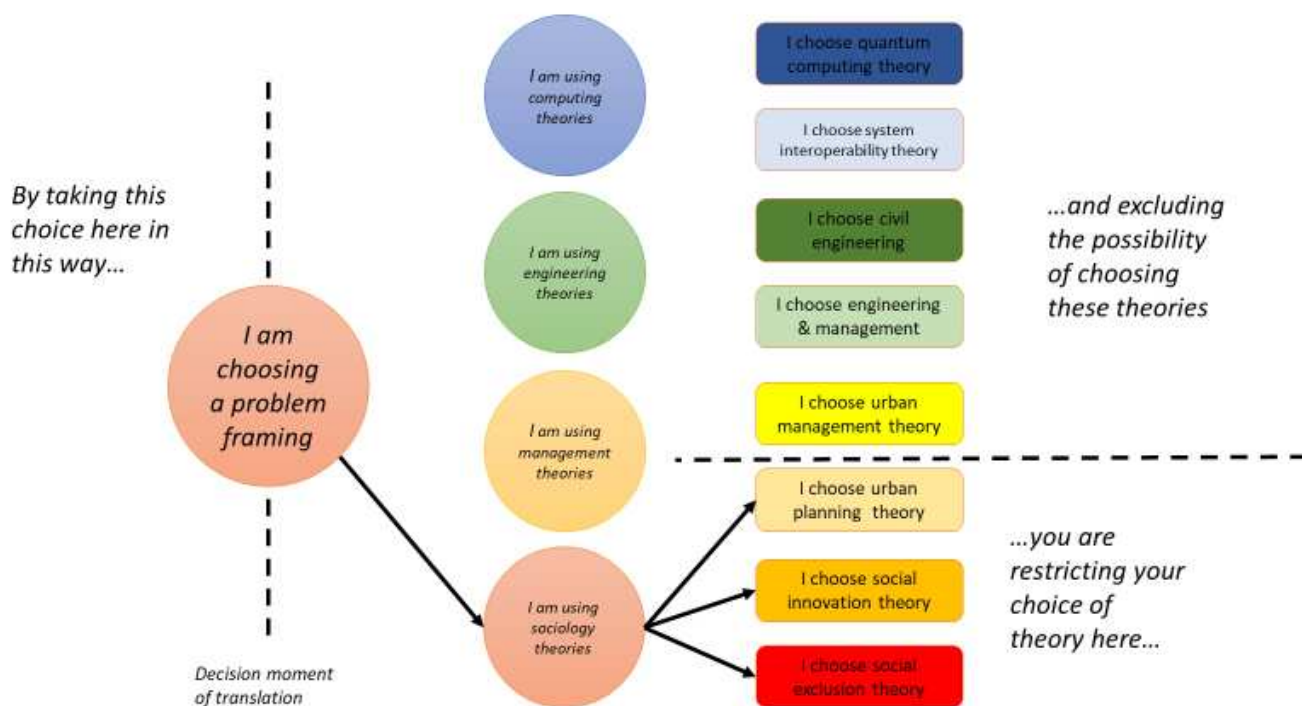 By taking this
choice here in
this way...
I am
choosing
a problem
framing
Decision moment
of translation
I am using
computing
theories
I am using
engineering
theories
I am using
management
theories
I am using
sociology
theories
I choose quantum
computing theory
I choose system
interoperability theory
I choose civil
engineering
I choose engineering
& management
I choose urban
management theory
I choose urban
planning theory
I choose social
innovation theory
I choose social
exclusion theory
...and excluding
the possibility
of choosing
these theories
...you are
restricting your
choice of
theory here...